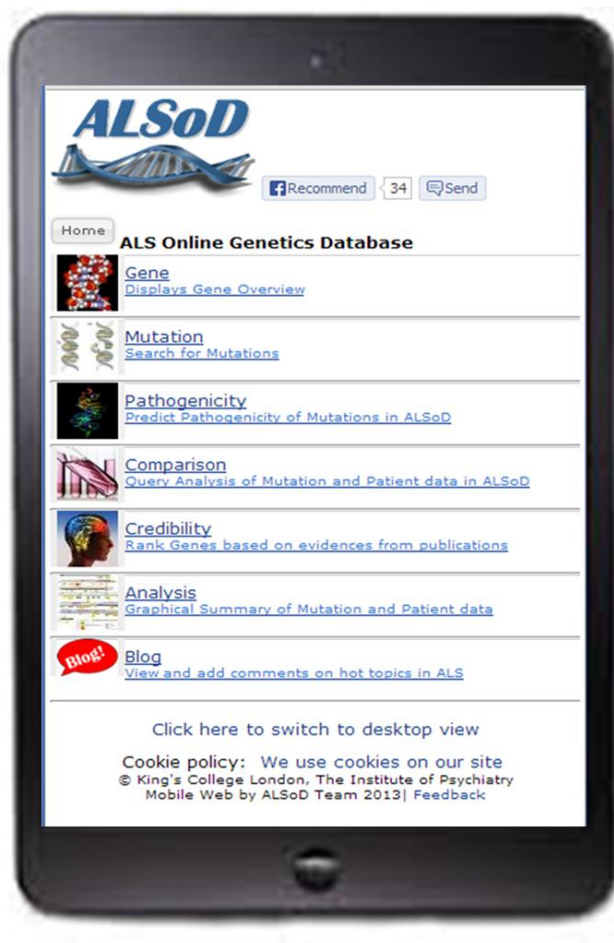 ALSoD
Recommend 34 Send
Home
ALS Online Genetics Database
Gene
Displays Gene Overview
Mutation
Search for Mutations
Pathogenicity
Predict Pathogenicity of Mutations in ALSoD
Comparison
Query Analysis of Mutation and Patient data in ALSoD
Credibility
Rank Genes based on evidences from publications
Analysis
Graphical Summary of Mutation and Patient data
Blog!
Blog
View and add comments on hot topics in ALS
Click here to switch to desktop view
Cookie policy: We use cookies on our site
© King's College London, The Institute of Psychiatry
Mobile Web by ALSoD Team 2013| Feedback